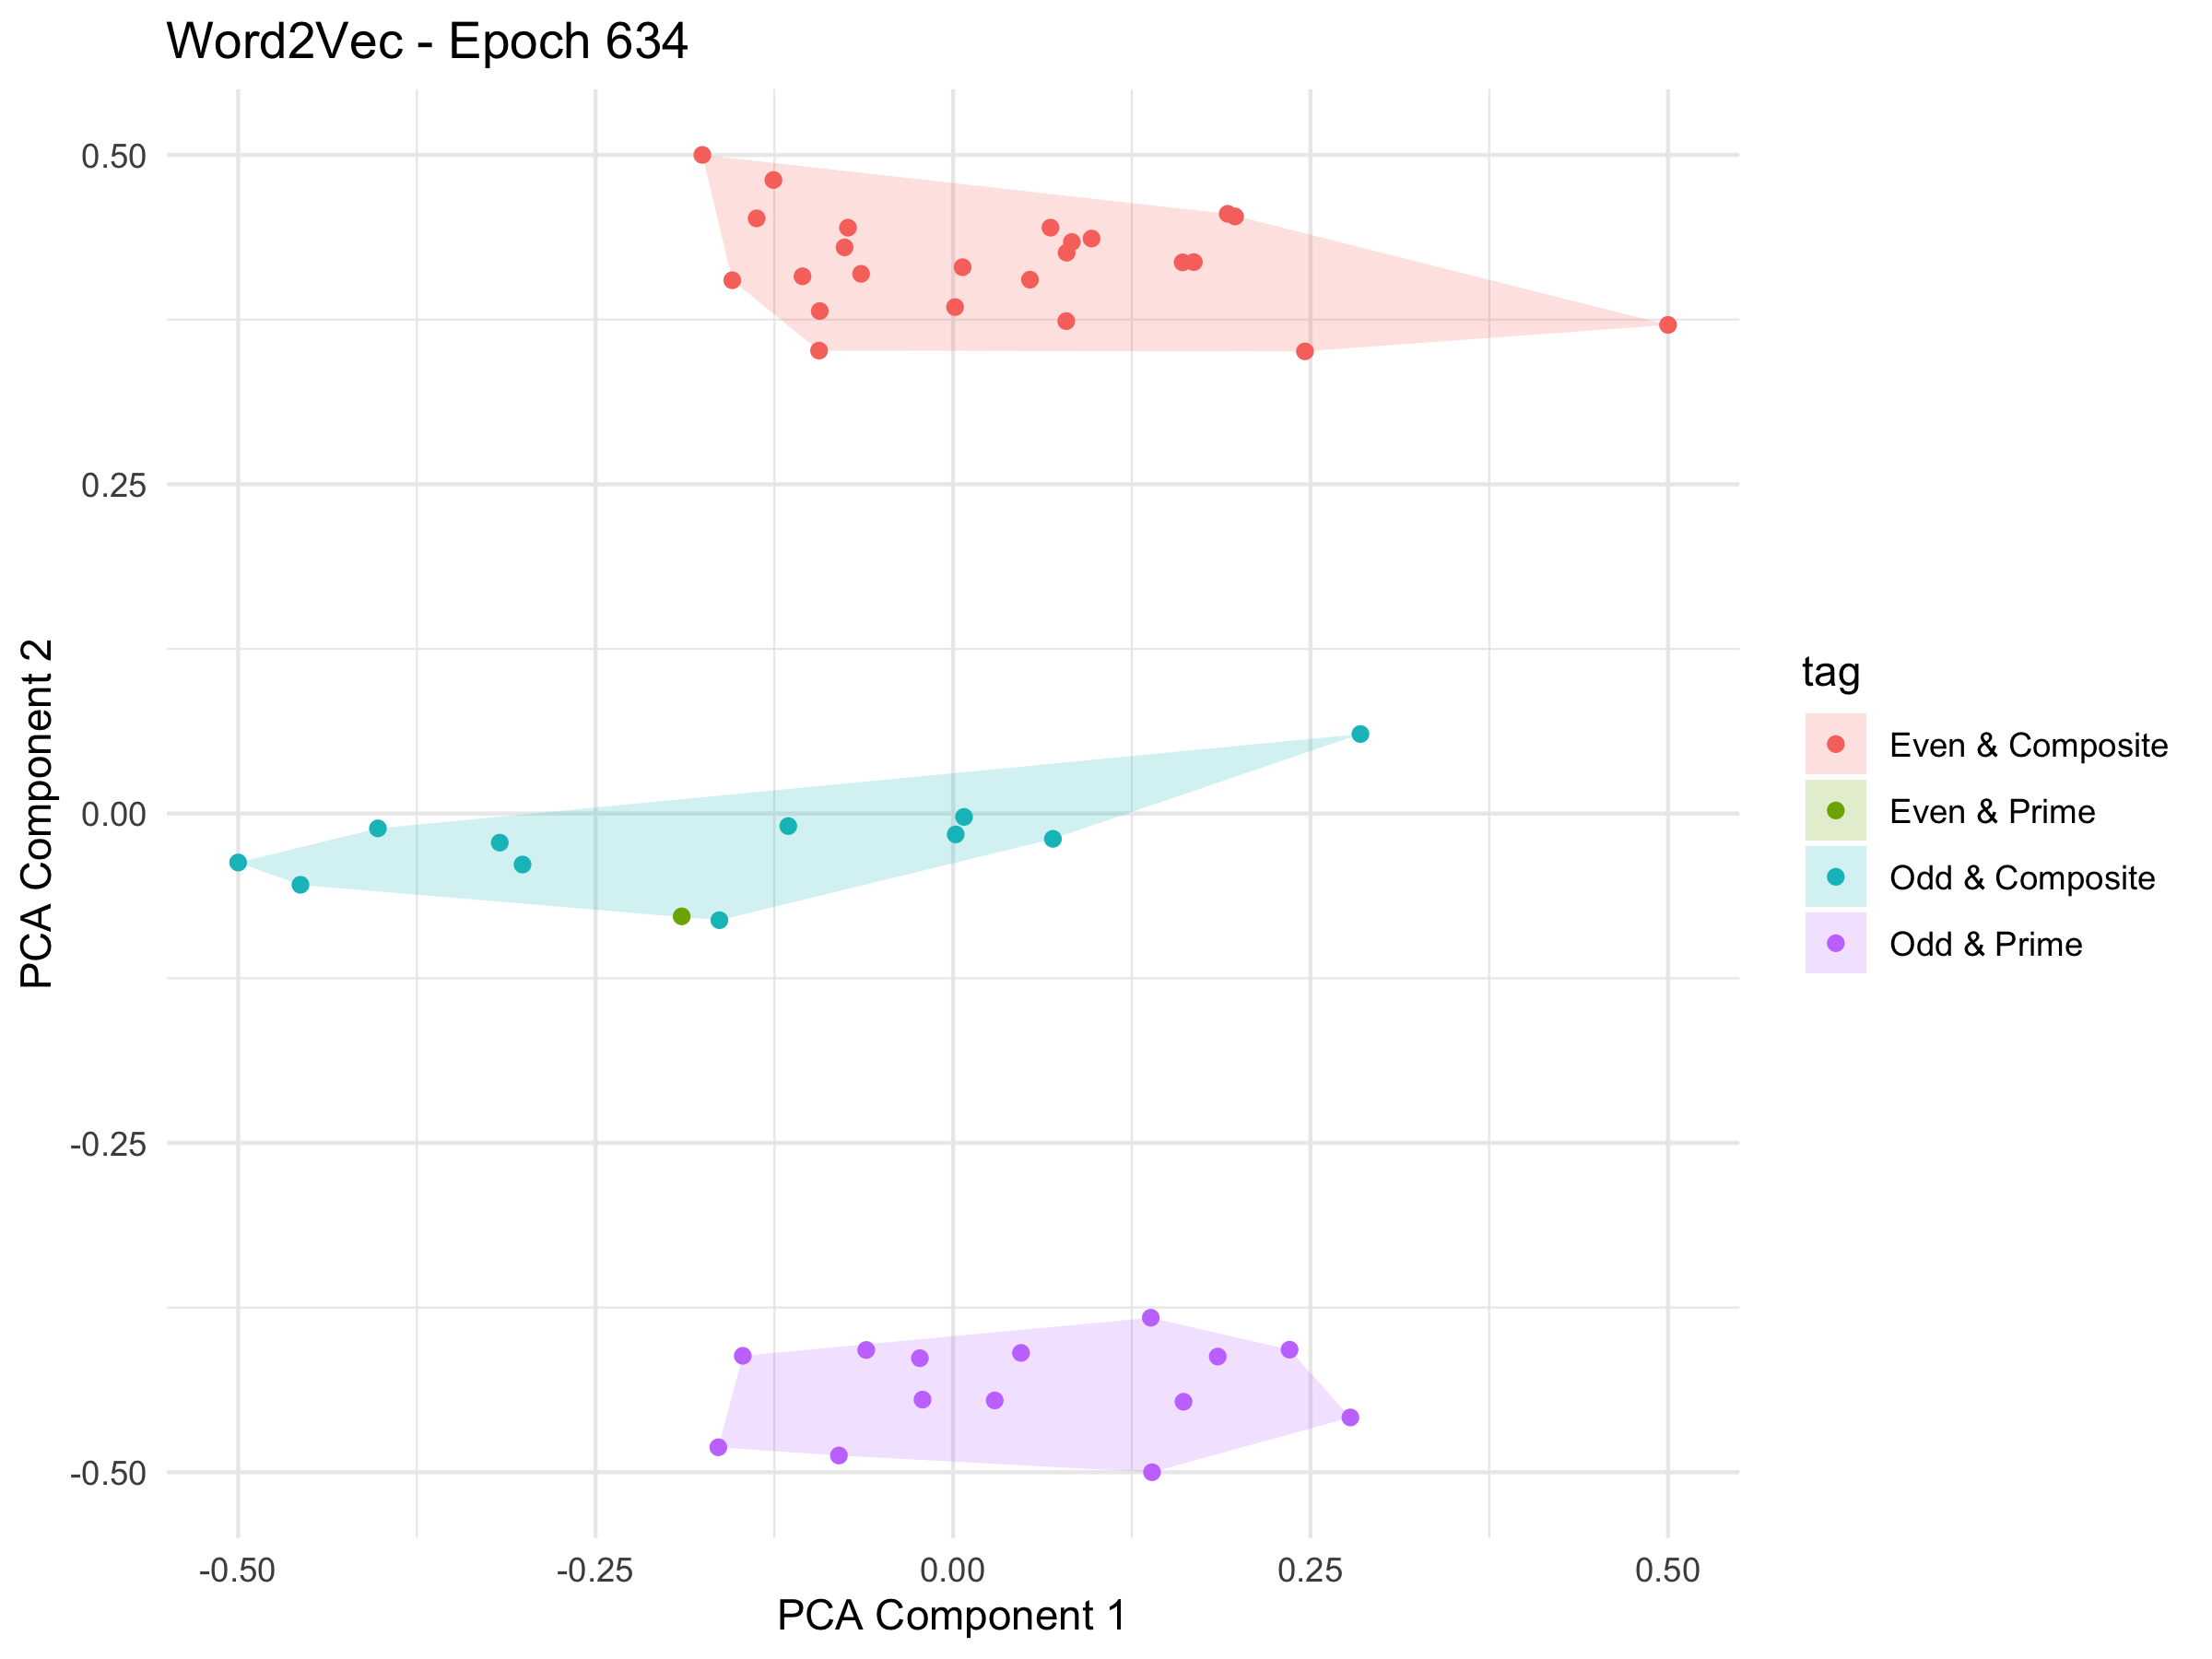 Word2Vec - Epoch 634
0.50
0.25
0.00
-0.25
-0.50
PCA Component 2
-0.50
-0.25
0.00
0.25
0.50
PCA Component 1
tag
Even & Composite
Even & Prime
Odd & Composite
Odd & Prime